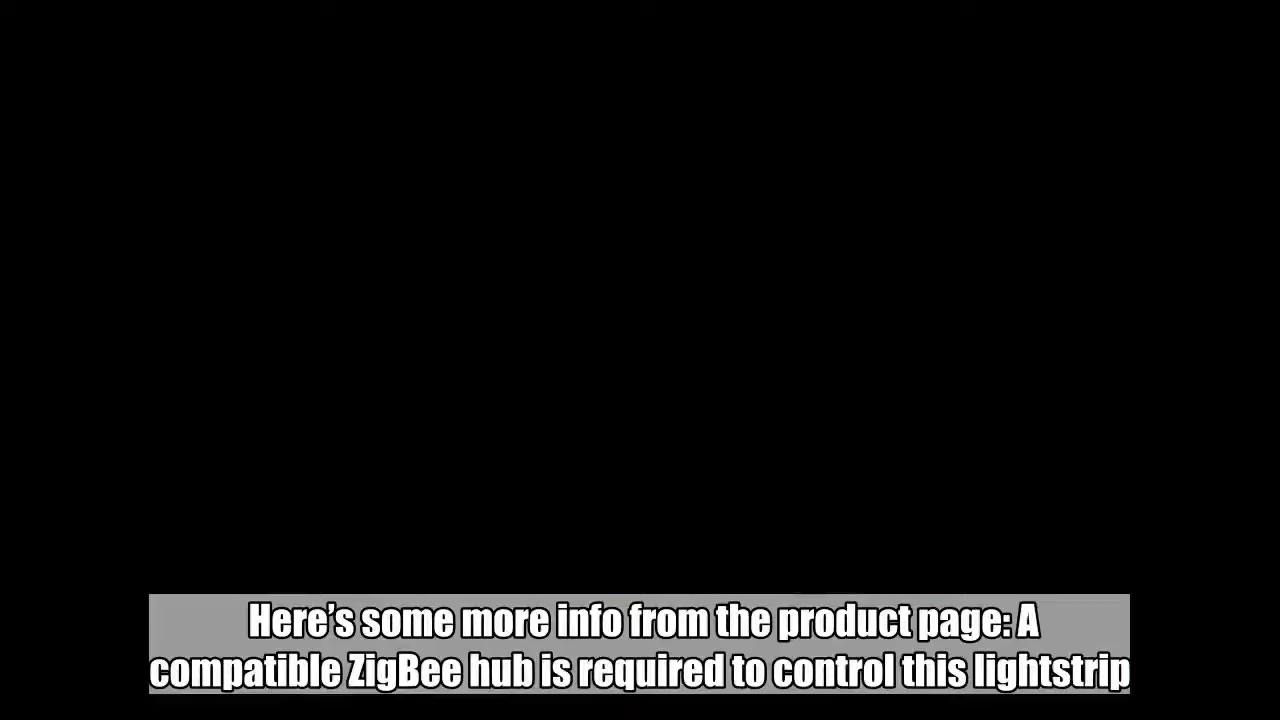 Here’s some more info from the product page: A
compatible ZigBee hub is required to control this lightstrip